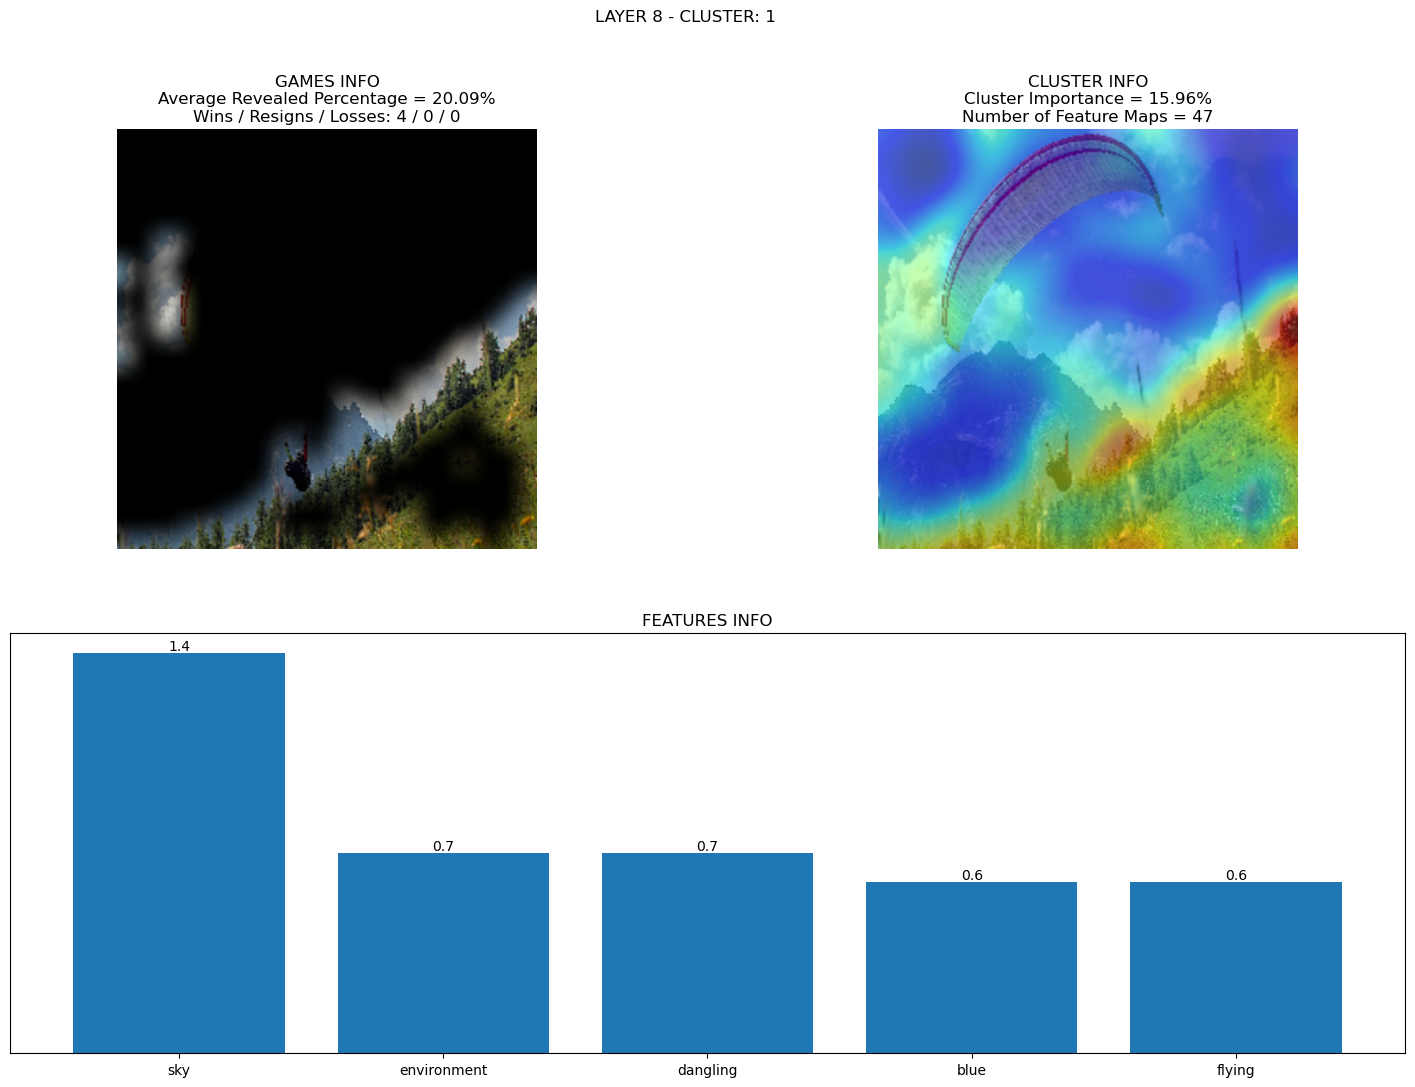 LAYER 8 - CLUSTER: 1
GAMES INFO
Average Revealed Percentage = 20.09%
Wins / Resigns / Losses: 4 / 0 / 0
CLUSTER INFO
Cluster Importance = 15.96%
Number of Feature Maps = 47
FEATURES INFO
1.4
0.7
0.7
0.6
0.6
sky
environment
dangling
blue
flying